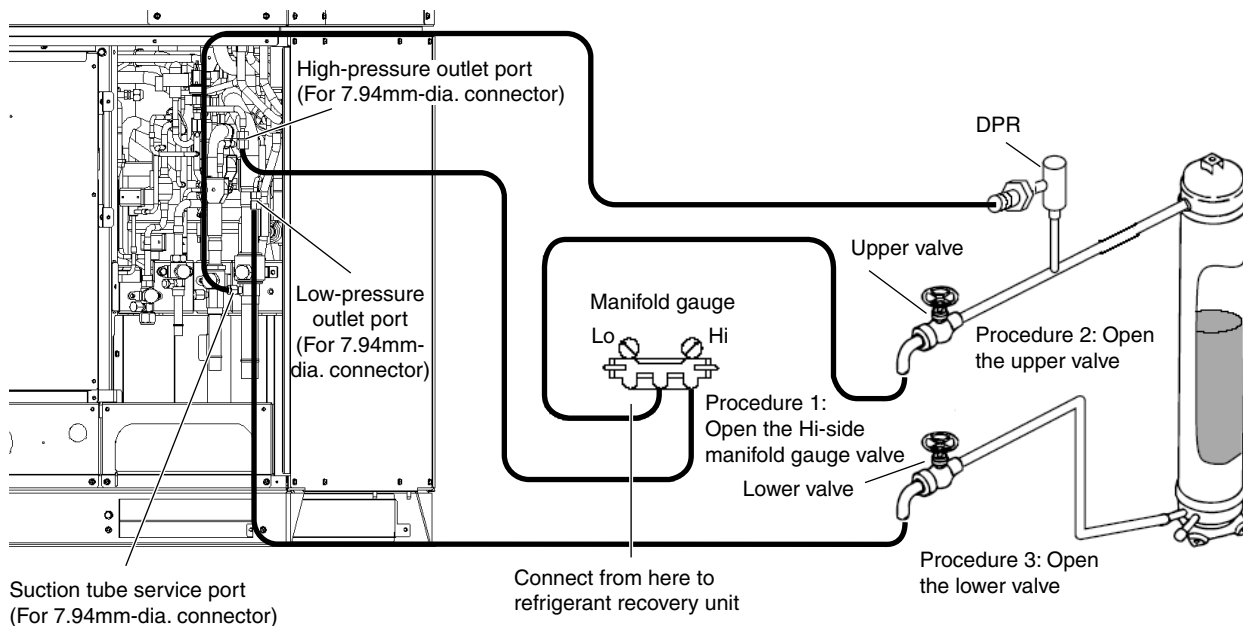 High-pressure outlet port
(For 7.94mm-dia. connector)
DPR
Upper valve
Low-pressure
outlet port
(For 7.94mm-
dia. connector)
Manifold gauge
Lo
Hi
Procedure 2: Open
the upper valve
Procedure 1:
Open the Hi-side
manifold gauge valve
Lower valve
Suction tube service port
(For 7.94mm-dia. connector)
Connect from here to
refrigerant recovery unit
Procedure 3: Open
the lower valve